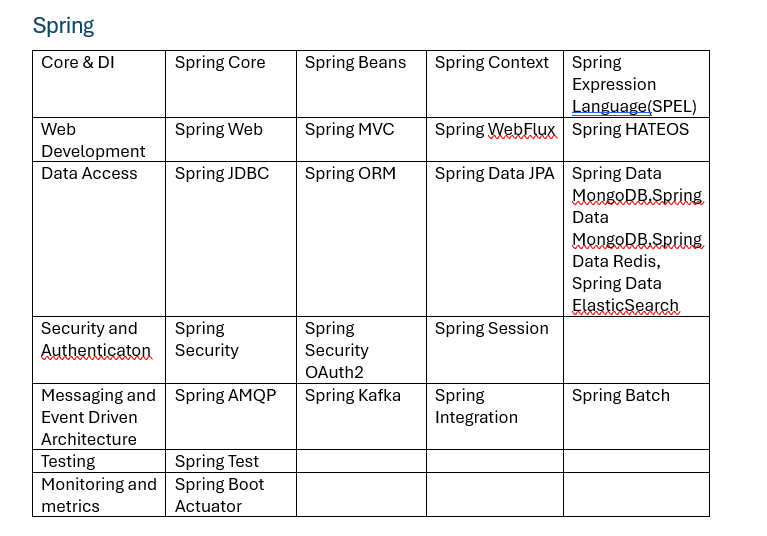 Spring
Core & DI
Spring Core
Spring Beans
Spring Context
Spring
Expression
Language(SPEL)
Web
Development
Spring Web
Spring MVC
Spring WebFlux
Spring HATEOS
Data Access
Spring JDBC
Spring ORM
Spring Data JPA
Spring Data
MongoDB,Spring
Data
MongoDB,Spring
Data Redis,
Spring Data
ElasticSearch
Security and
Authenticaton
Spring
Security
Spring
Security
OAuth2
Spring Session
Messaging and
Event Driven
Architecture
Spring AMQP
Spring Kafka
Spring
Integration
Spring Batch
Testing
Spring Test
Monitoring and
metrics
Spring Boot
Actuator